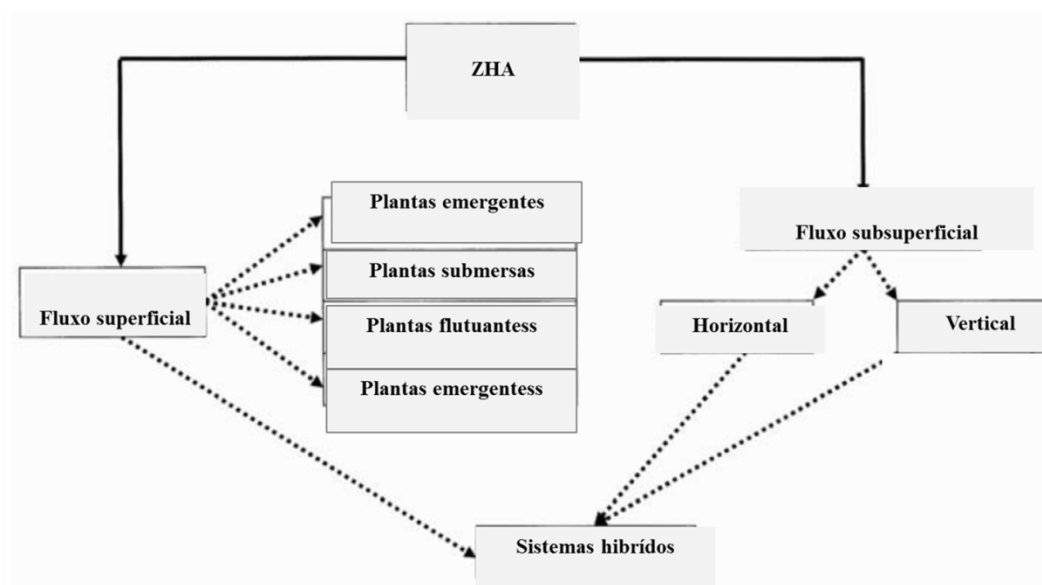 ZHA
Plantas emergentes
Fluxo subsuperficial
Plantas submersas
Fluxo superficial
Plantas flutuantess
Horizontal
Vertical
Plantas emergentess
Sistemas hibrídos